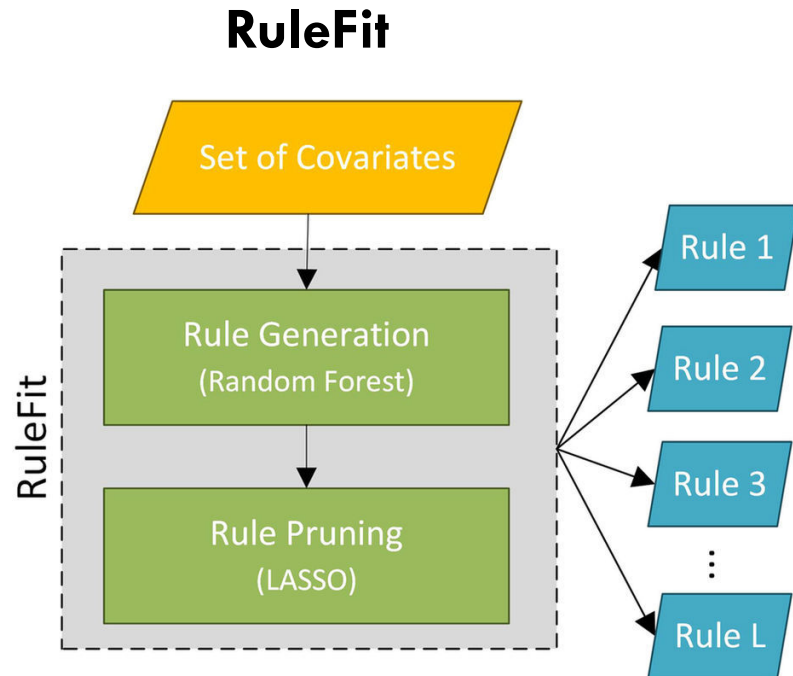 RuleFit
Set of Covariates
RuleFit
Rule Generation
(Random Forest)
Rule Pruning
(LASSO)
Rule 1
Rule 2
Rule 3
...
Rule L